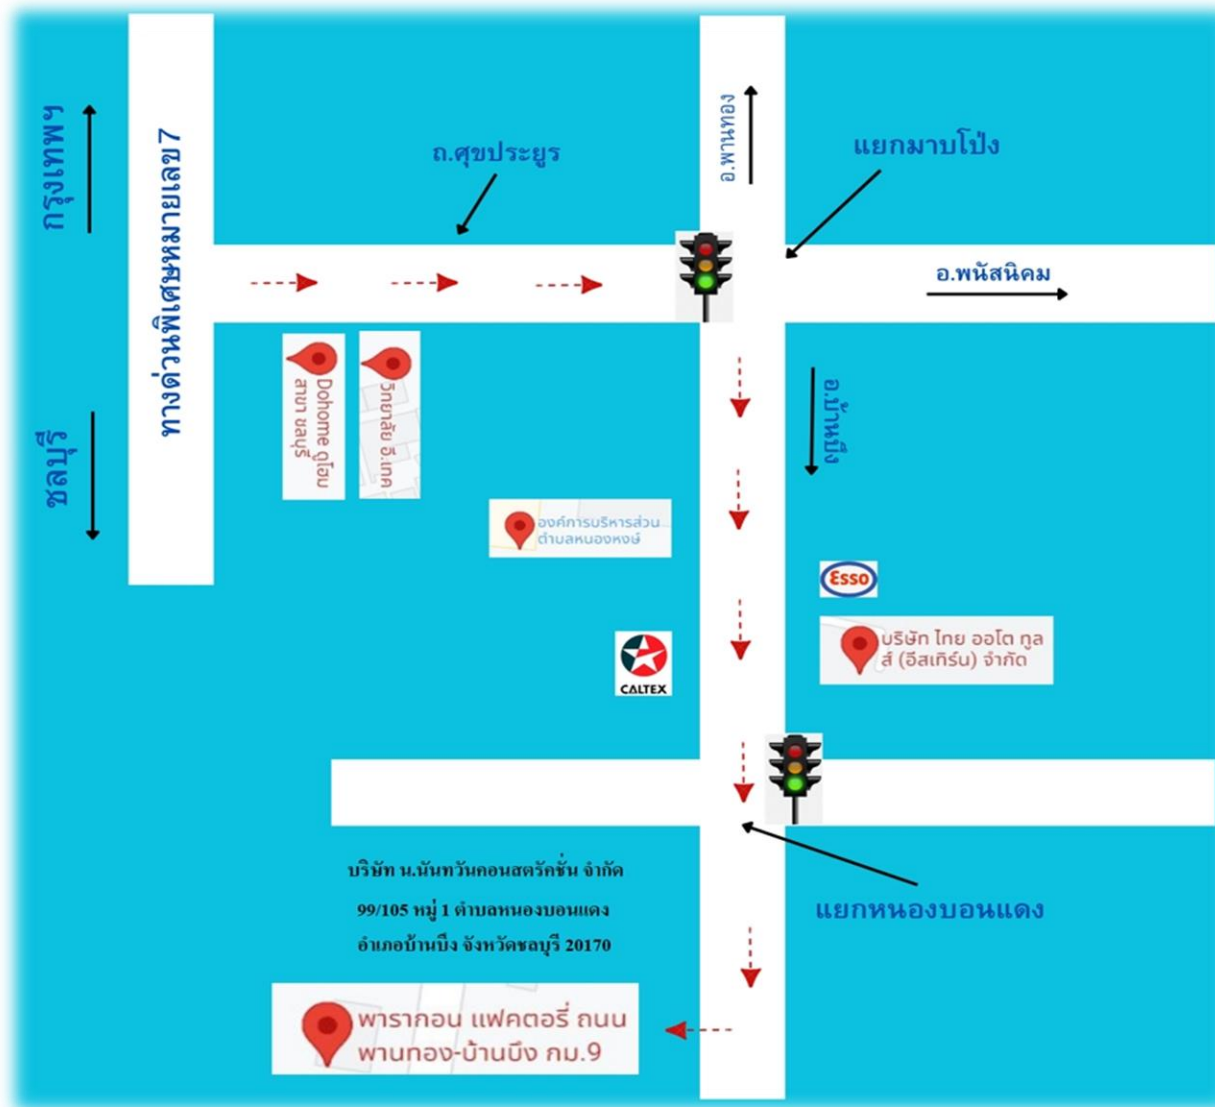 กรุงเทพฯ
ทางด่วนพิเศษหมายเลข7
ชลบุรี
ถ.ศุขประยูร
อ.พานทอง
แยกมาบโป่ง
อ.พนัสนิคม
Dohome ดูโฮม
สาขา ชลบุรี
วิทยาลัย อี.เทค
อ.บ้านบึง
องค์การบริหารส่วน
ตำบลหนองหงษ์
Esso
บริษัท ไทย ออโต ทูล
ส์ (อีสเทิร์น) จำกัด
CALTEX
บริษัท น.นันทวันคอนสตรัคชั่น จำกัด
99/105 หมู่ 1 ตำบลหนองบอนแดง
อำเภอบ้านบึง จังหวัดชลบุรี 20170
แยกหนองบอนแดง
พารากอน แฟคตอรี่ ถนน
พานทอง-บ้านบึง กม.9